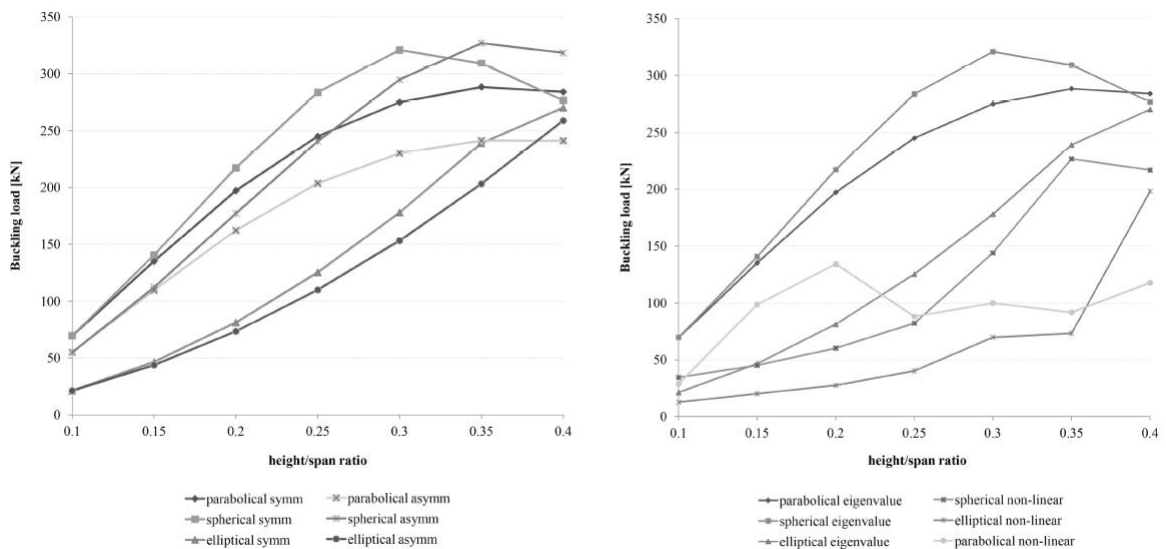 350
300
250
200
150
100
50
0
Buckling load [kN]
0.1 0.15 0.2 0.25 0.3 0.35 0.4
height/span ratio
parabolical symm parabolical asymm
spherical symm spherical asymm
elliptical symm elliptical asymm
350
300
250
200
150
100
50
0
Buckling load [kN]
0.1 0.15 0.2 0.25 0.3 0.35 0.4
height/span ratio
parabolical eigenvalue spherical non-linear
spherical eigenvalue elliptical non-linear
elliptical eigenvalue parabolical non-linear